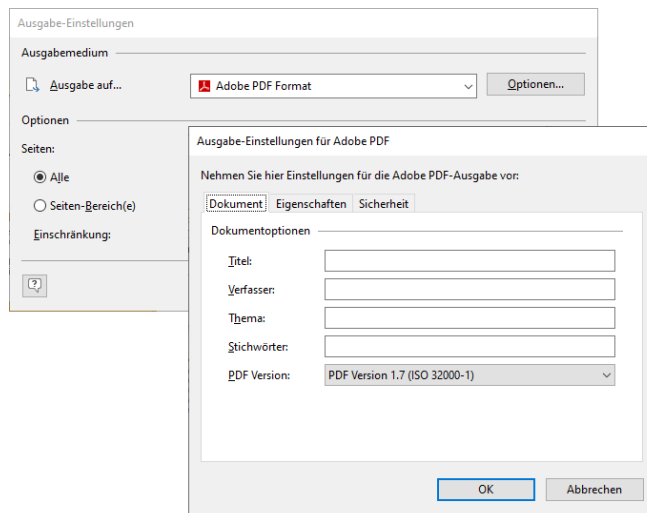 Ausgabe-Einstellungen
Ausgabemedium
Ausgabe auf... Adobe PDF Format Optionen...
Optionen
Seiten:
Alle
Seiten-Bereich(e)
Einschränkung:
Ausgabe-Einstellungen für Adobe PDF
Nehmen Sie hier Einstellungen für die Adobe PDF-Ausgabe vor:
Dokument Eigenschaften Sicherheit
Dokumentoptionen
Titel:
Verfasser:
Thema:
Stichwörter:
PDF Version: PDF Version 1.7 (ISO 32000-1)
OK Abbrechen